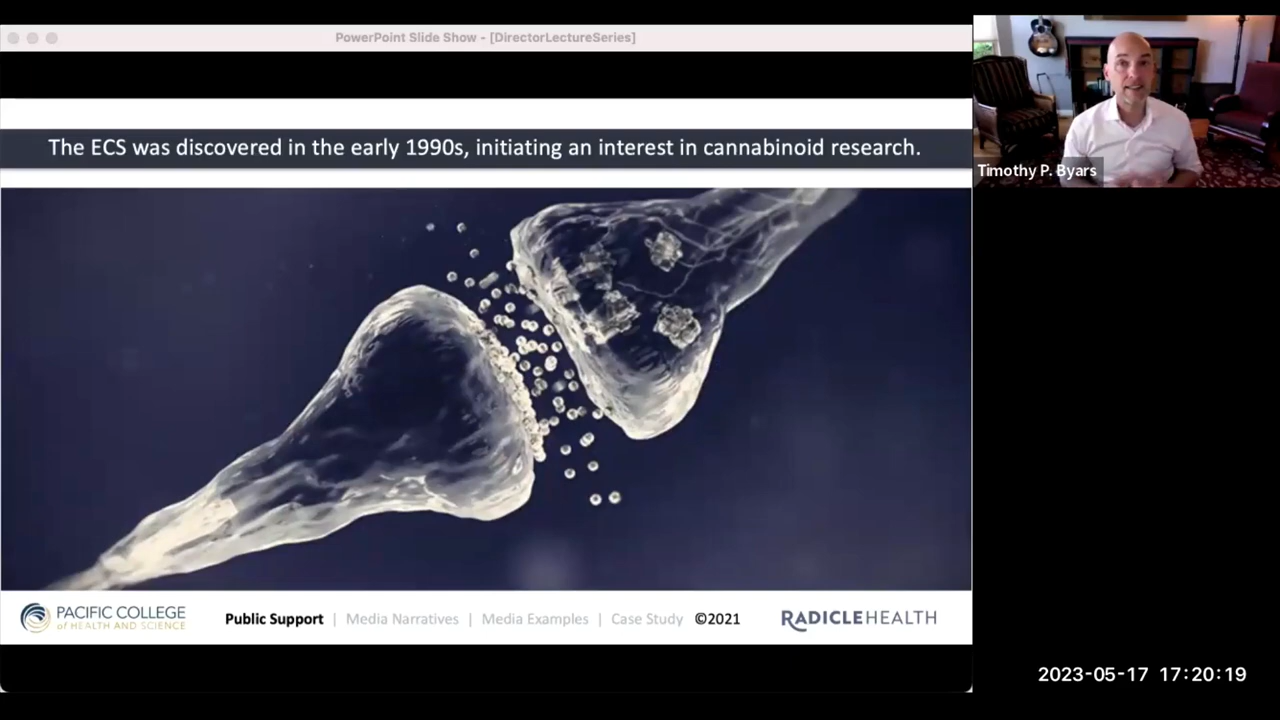 PowerPoint Slide Show - [DirectorLectureSeries]
The ECS was discovered in the early 1990s, initiating an interest in cannabinoid research.
Timothy P. Byars
PACIFIC COLLEGE
of HEALTH AND SCIENCE
Public Support | Media Narratives | Media Examples | Case Study ©2021
RADICLEHEALTH
2023-05-17 17:20:19